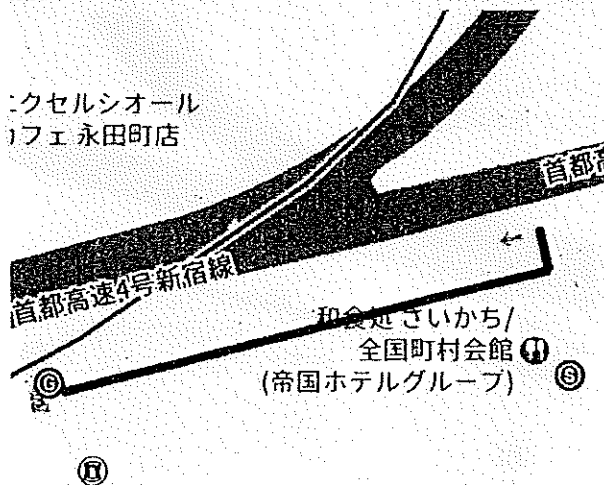 エクセルシオール
カフェ 永田町店
首都高
首都高速4号新宿線
和食処 さいかち/
全国町村会館
(帝国ホテルグループ)
G
S